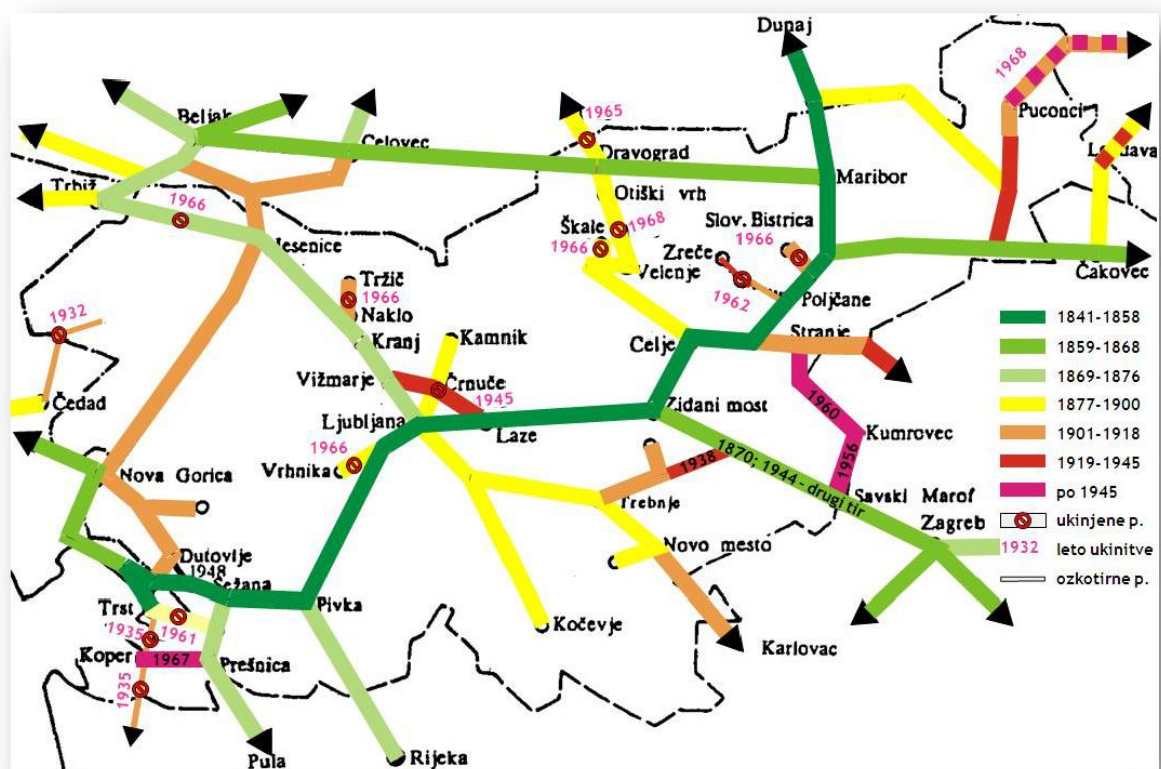 Dunaj
1968
Beljak
1965
Puconci
Celovec
Dravograd
Lendava
Trbiž
1966
Otiški vrh
Maribor
Škale
1968
Slov. Bistrica
1966
Zreče
1966
Jesenice
Velenje
Čakovec
Tržič
1966
1962
Poljčane
1932
Naklo
Stranje
Kranj
Kamnik
Celje
1841-1858
1859-1868
1869-1876
1877-1900
1901-1918
1919-1945
po 1945
ukinjene p.
1932 leto ukinitve
ozkotirne p.
Vižmarje
Črnuče
1945
Čedad
Ljubljana
Laze
Zidani most
1960
Kumrovec
1966
Vrhnika
1938
1870; 1944 - drugi tir
1956
Nova Gorica
Trebnje
Savski Marof
Zagreb
Dutovlje
1948
Sežana
Novo mesto
Trst
Pivka
1935
1961
Kočevje
Karlovac
Koper
1967
Prešnica
1935
Pula
Rijeka